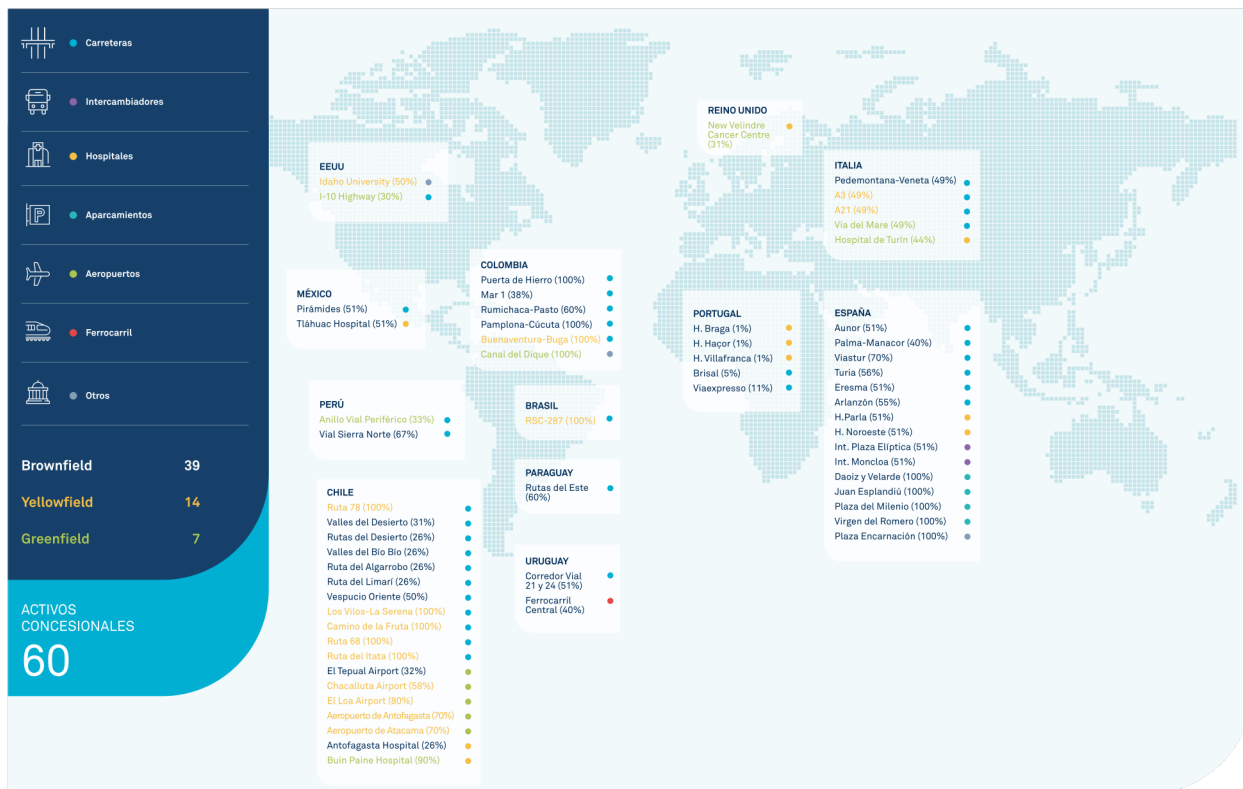 Carreteras
Intercambiadores
Hospitales
P
Aparcamientos
Aeropuertos
Ferrocarril
Otros
Brownfield 39
Yellowfield 14
Greenfield 7
ACTIVOS
CONCESIONALES
60
EEUU
Idaho University (50%)
I-10 Highway (30%)
MÉXICO
Pirámides (51%)
Tláhuac Hospital (51%)
COLOMBIA
Puerta de Hierro (100%)
Mar 1 (38%)
Rumichaca-Pasto (60%)
Pamplona-Cúcuta (100%)
Buenaventura-Buga (100%)
Canal del Dique (100%)
PERÚ
Anillo Vial Periférico (33%)
Vial Sierra Norte (67%)
BRASIL
RSC-287 (100%)
PARAGUAY
Rutas del Este
(60%)
CHILE
Ruta 78 (100%)
Valles del Desierto (31%)
Rutas del Desierto (26%)
Valles del Bío Bío (26%)
Ruta del Algarrobo (26%)
Ruta del Limarí (26%)
Vespucio Oriente (50%)
Los Vilos-La Serena (100%)
Camino de la Fruta (100%)
Ruta 68 (100%)
Ruta del Itata (100%)
El Tepual Airport (32%)
Chacalluta Airport (58%)
El Loa Airport (80%)
Aeropuerto de Antofagasta (70%)
Aeropuerto de Atacama (70%)
Antofagasta Hospital (26%)
Buin Paine Hospital (90%)
URUGUAY
Corredor Vial
21 y 24 (51%)
Ferrocarril
Central (40%)
REINO UNIDO
New Velindre
Cancer Centre
(31%)
ITALIA
Pedemontana-Veneta (49%)
A3 (49%)
A21 (49%)
Via del Mare (49%)
Hospital de Turín (44%)
PORTUGAL
H. Braga (1%)
H. Haçor (1%)
H. Villafranca (1%)
Brisal (5%)
Viaexpresso (11%)
ESPAÑA
Aunor (51%)
Palma-Manacor (40%)
Viastur (70%)
Turia (56%)
Eresma (51%)
Arlanzón (55%)
H.Parla (51%)
H. Noroeste (51%)
Int. Plaza Elíptica (51%)
Int. Moncloa (51%)
Daoiz y Velarde (100%)
Juan Esplandiú (100%)
Plaza del Milenio (100%)
Virgen del Romero (100%)
Plaza Encarnación (100%)